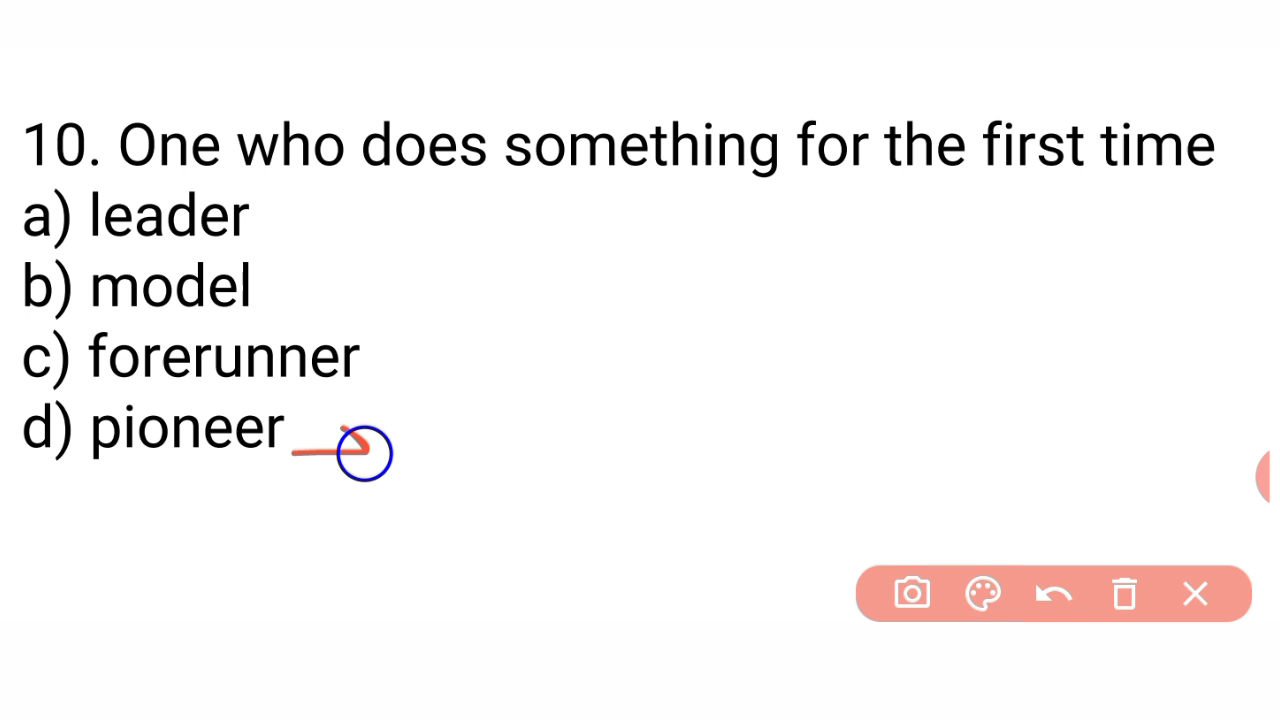 10. One who does something for the first time
a) leader
b) model
c) forerunner
d) pioneer